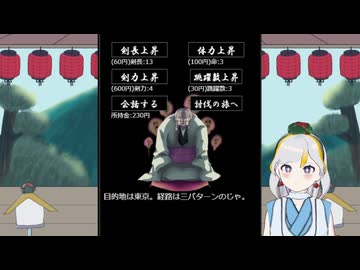 剣長上昇
(60円)剣長:13
体力上昇
(100円)命:3
剣力上昇
(600円)剣力:4
跳躍数上昇
(30円)跳躍数:3
会話する
討伐の旅へ
所持金:230円
目的地は東京。経路は三パターンのじゃ。